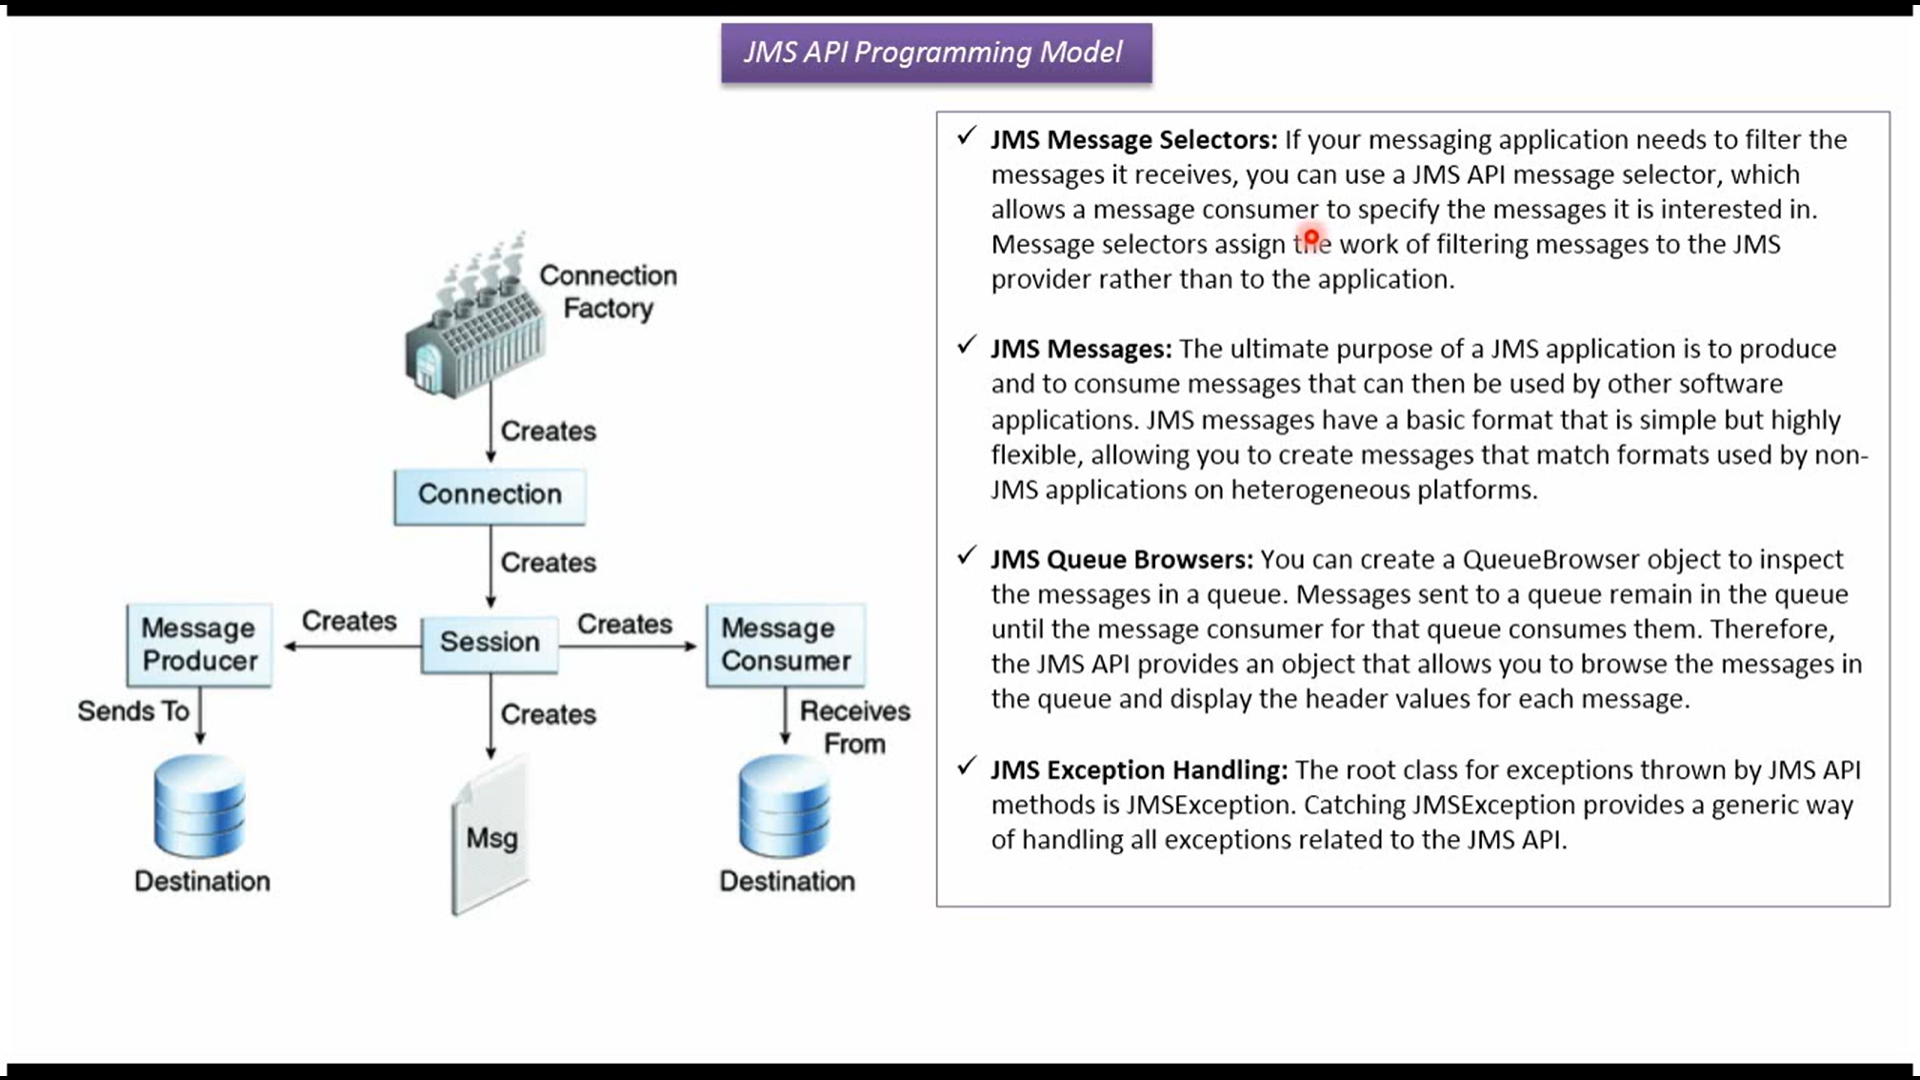 JMS API Programming Model
Connection
Factory
Creates
Connection
Creates
Message
Producer
Creates
Session
Creates
Message
Consumer
Sends To
Creates
Receives
From
Msg
Destination
Destination
✓ JMS Message Selectors: If your messaging application needs to filter the
messages it receives, you can use a JMS API message selector, which
allows a message consumer to specify the messages it is interested in.
Message selectors assign the work of filtering messages to the JMS
provider rather than to the application.
✓ JMS Messages: The ultimate purpose of a JMS application is to produce
and to consume messages that can then be used by other software
applications. JMS messages have a basic format that is simple but highly
flexible, allowing you to create messages that match formats used by non-
JMS applications on heterogeneous platforms.
✓ JMS Queue Browsers: You can create a QueueBrowser object to inspect
the messages in a queue. Messages sent to a queue remain in the queue
until the message consumer for that queue consumes them. Therefore,
the JMS API provides an object that allows you to browse the messages in
the queue and display the header values for each message.
✓ JMS Exception Handling: The root class for exceptions thrown by JMS API
methods is JMSException. Catching JMSException provides a generic way
of handling all exceptions related to the JMS API.